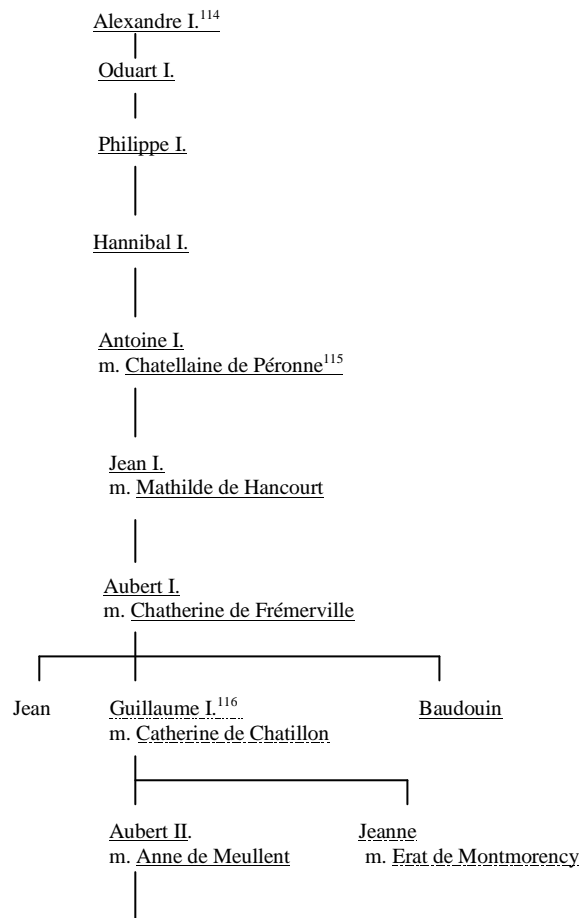 Alexandre I.114
Oduart I.
Philippe I.
Hannibal I.
Antoine I.
m. Chatellaine de Péronne115
Jean I.
m. Mathilde de Hancourt
Aubert I.
m. Chatherine de Frémerville
Jean Guillaume I.116 Baudouin
m. Catherine de Chatillon
Aubert II. Jeanne
m. Anne de Meullent m. Erat de Montmorency